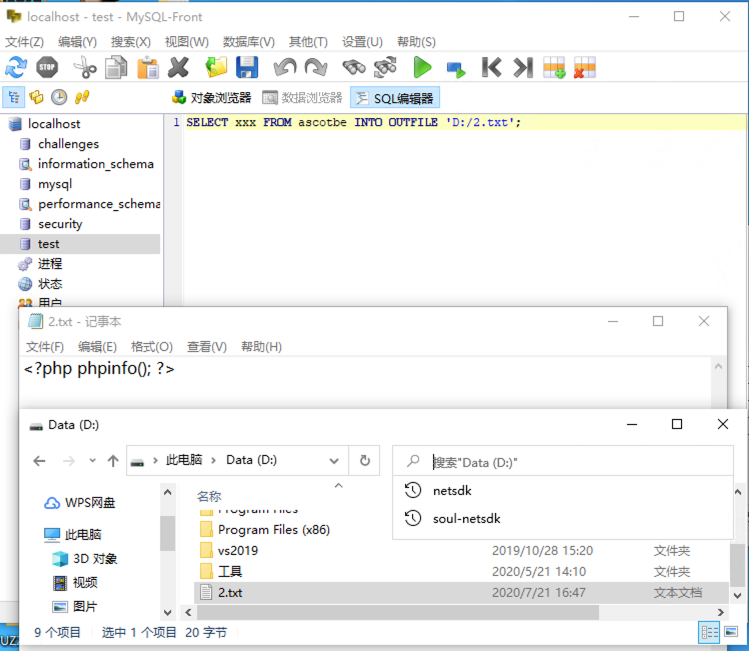 localhost - test - MySQL-Front
文件(Z) 编辑(Y) 搜索(X) 视图(W) 数据库(V) 其他(T) 设置(U) 帮助(S)
STOP
对象浏览器 数据浏览器 SQL编辑器
localhost
1 SELECT xxx FROM ascotbe INTO OUTFILE 'D:/2.txt';
challenges
information_schema
mysql
performance_schema
security
test
进程
状态
用户
2.txt - 记事本
文件(F) 编辑(E) 格式(O) 查看(V) 帮助(H)
<?php phpinfo(); ?>
Data (D:)
此电脑 Data (D:) 搜索"Data (D:)"
netsdk
soul-netsdk
WPS网盘
此电脑
3D 对象
视频
图片
名称
Program Files
Program Files (x86)
vs2019 2019/10/28 15:20 文件夹
工具 2020/5/21 14:10 文件夹
2.txt 2020/7/21 16:47 文本文档
9 个项目 选中 1 个项目 20 字节